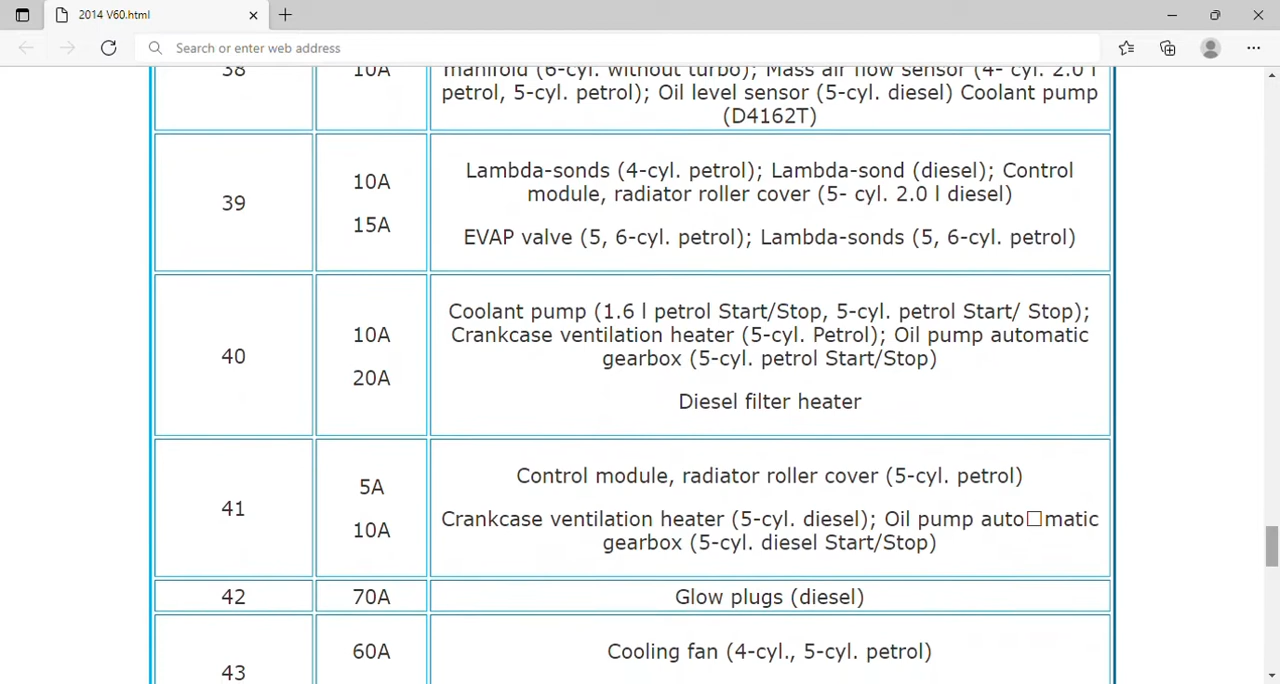 2014 V60.html
Search or enter web address
38
10A
manifold (6-cyl. without turbo); Mass air flow sensor (4- cyl. 2.0 l
petrol, 5-cyl. petrol); Oil level sensor (5-cyl. diesel) Coolant pump
(D4162T)
39
10A
15A
Lambda-sonds (4-cyl. petrol); Lambda-sond (diesel); Control
module, radiator roller cover (5- cyl. 2.0 l diesel)
EVAP valve (5, 6-cyl. petrol); Lambda-sonds (5, 6-cyl. petrol)
40
10A
20A
Coolant pump (1.6 l petrol Start/Stop, 5-cyl. petrol Start/ Stop);
Crankcase ventilation heater (5-cyl. Petrol); Oil pump automatic
gearbox (5-cyl. petrol Start/Stop)
Diesel filter heater
41
5A
10A
Control module, radiator roller cover (5-cyl. petrol)
Crankcase ventilation heater (5-cyl. diesel); Oil pump auto□matic
gearbox (5-cyl. diesel Start/Stop)
42
70A
Glow plugs (diesel)
43
60A
Cooling fan (4-cyl., 5-cyl. petrol)